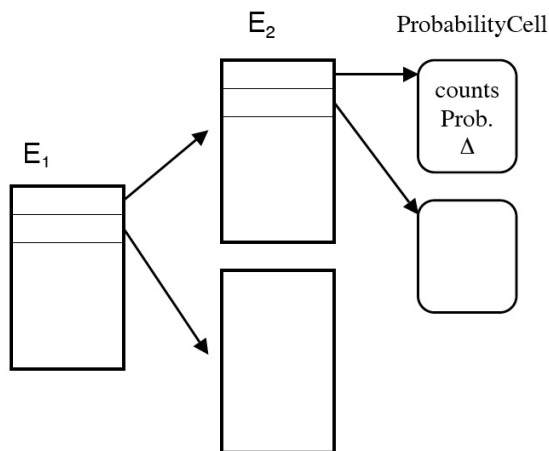 E₂
ProbabilityCell
counts
Prob.
Δ
E₁